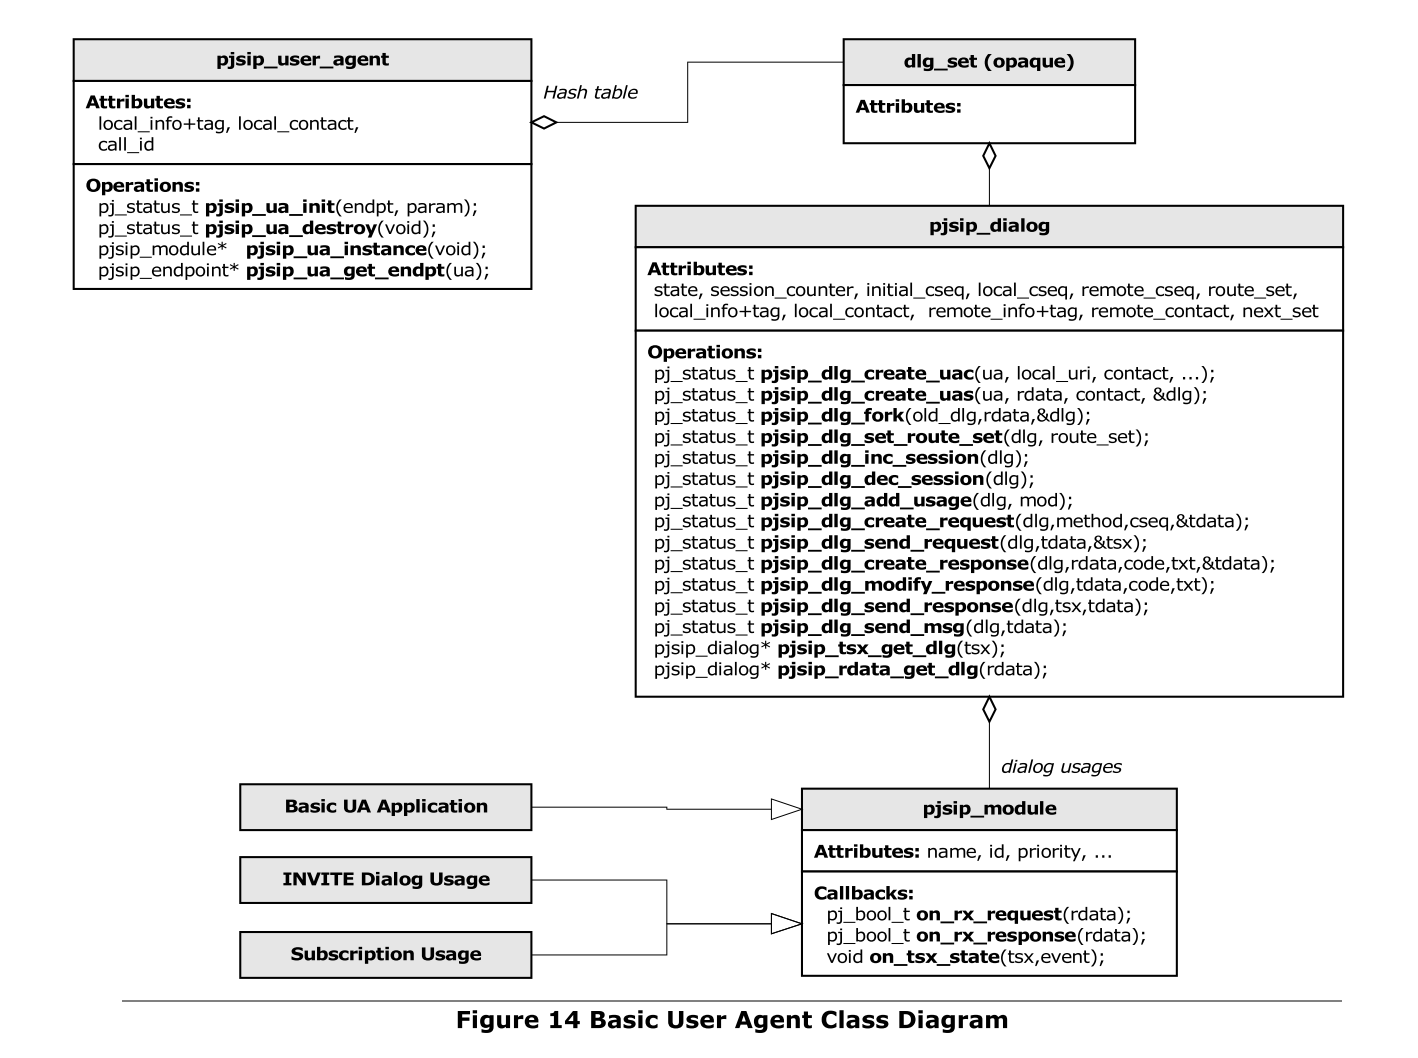 pjsip_user_agent
Attributes:
local_info+tag, local_contact,
call_id
Operations:
pj_status_t pjsip_ua_init(endpt, param);
pj_status_t pjsip_ua_destroy(void);
pjsip_module* pjsip_ua_instance(void);
pjsip_endpoint* pjsip_ua_get_endpt(ua);
Hash table
dlg_set (opaque)
Attributes:
pjsip_dialog
Attributes:
state, session_counter, initial_cseq, local_cseq, remote_cseq, route_set,
local_info+tag, local_contact, remote_info+tag, remote_contact, next_set
Operations:
pj_status_t pjsip_dlg_create_uac(ua, local_uri, contact, …);
pj_status_t pjsip_dlg_create_uas(ua, rdata, contact, &dlg);
pj_status_t pjsip_dlg_fork(old_dlg,rdata,&dlg);
pj_status_t pjsip_dlg_set_route_set(dlg, route_set);
pj_status_t pjsip_dlg_inc_session(dlg);
pj_status_t pjsip_dlg_dec_session(dlg);
pj_status_t pjsip_dlg_add_usage(dlg, mod);
pj_status_t pjsip_dlg_create_request(dlg,method,cseq,&tdata);
pj_status_t pjsip_dlg_send_request(dlg,tdata,&tsx);
pj_status_t pjsip_dlg_create_response(dlg,rdata,code,txt,&tdata);
pj_status_t pjsip_dlg_modify_response(dlg,tdata,code,txt);
pj_status_t pjsip_dlg_send_response(dlg,tsx,tdata);
pj_status_t pjsip_dlg_send_msg(dlg,tdata);
pjsip_dialog* pjsip_tsx_get_dlg(tsx);
pjsip_dialog* pjsip_rdata_get_dlg(rdata);
dialog usages
Basic UA Application
INVITE Dialog Usage
Subscription Usage
pjsip_module
Attributes: name, id, priority, …
Callbacks:
pj_bool_t on_rx_request(rdata);
pj_bool_t on_rx_response(rdata);
void on_tsx_state(tsx,event);
Figure 14 Basic User Agent Class Diagram